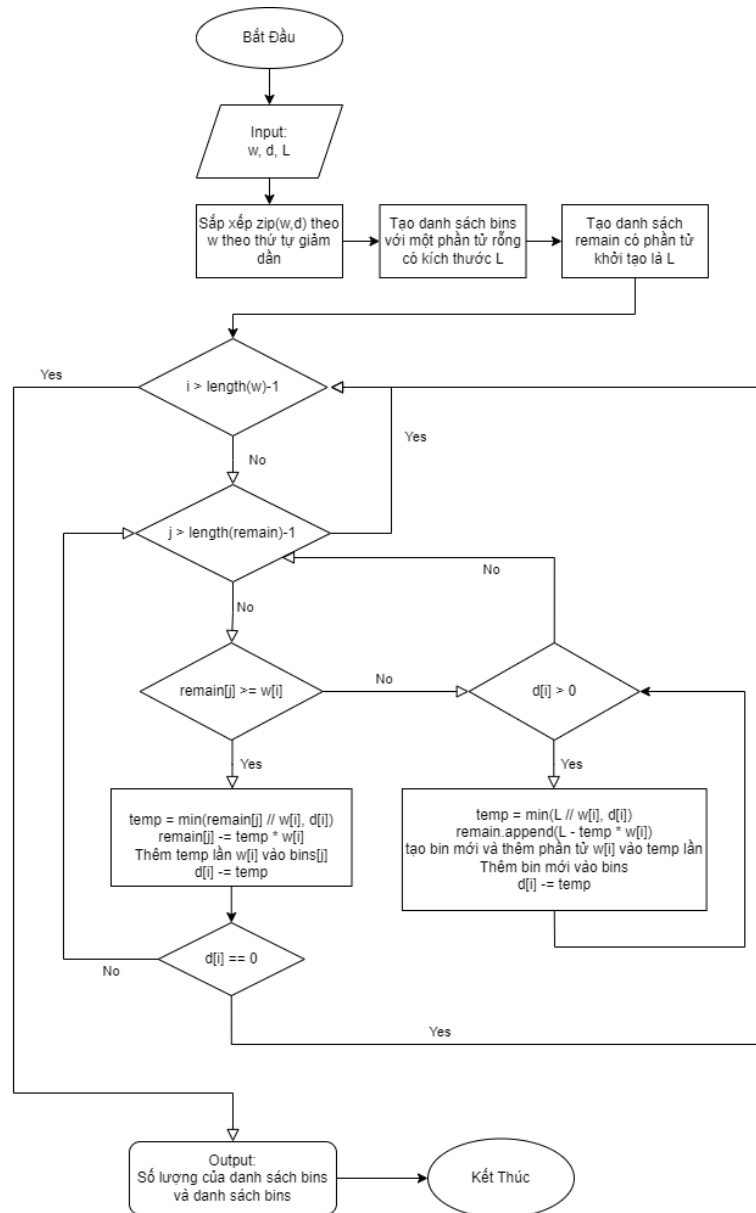 Bắt Đầu
Input:
w, d, L
Sắp xếp zip(w,d) theo
w theo thứ tự giảm
dần
Tạo danh sách bins
với một phần tử rỗng
có kích thước L
Tạo danh sách
remain có phần tử
khởi tạo là L
Yes
i > length(w)-1
Yes
No
j > length(remain)-1
No
No
remain[j] >= w[i]
No
d[i] > 0
Yes
Yes
temp = min(remain[j] // w[i], d[i])
remain[j] -= temp * w[i]
Thêm temp lần w[i] vào bins[j]
d[i] -= temp
temp = min(L // w[i], d[i])
remain.append(L - temp * w[i])
tạo bin mới và thêm phần tử w[i] vào temp lần
Thêm bin mới vào bins
d[i] -= temp
d[i] == 0
No
Yes
Output:
Số lượng của danh sách bins
và danh sách bins
Kết Thúc